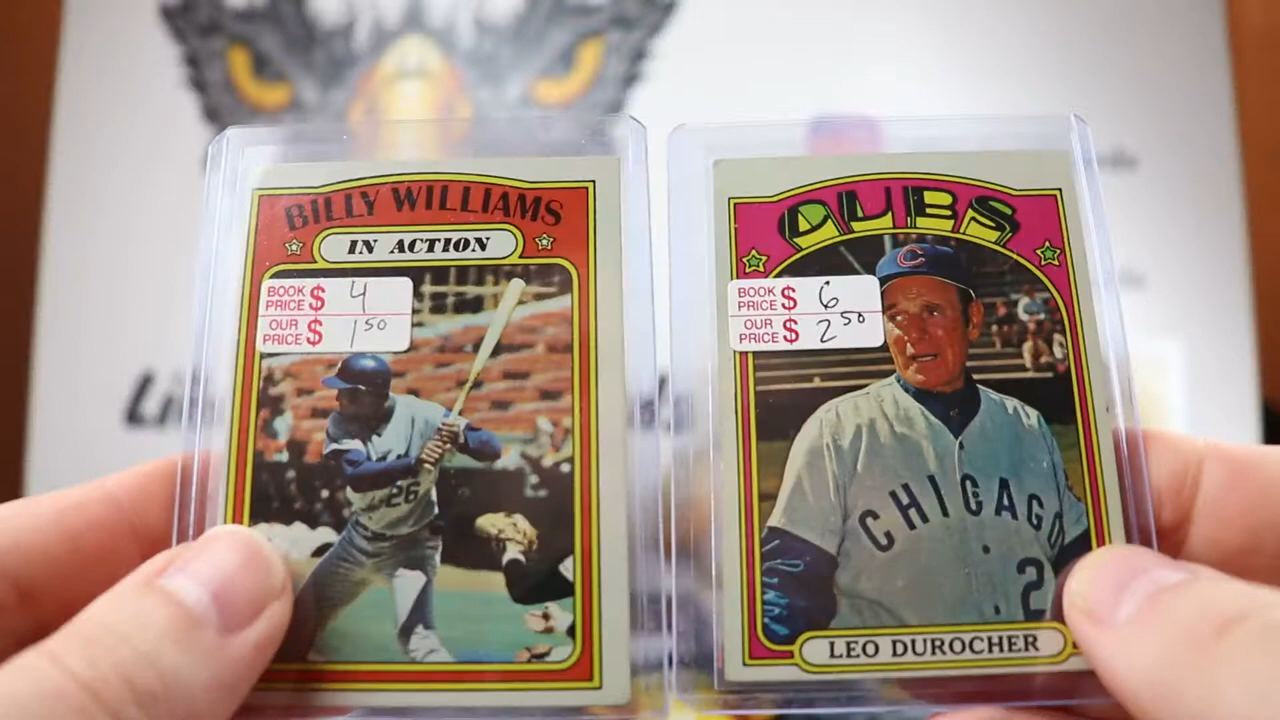 BILLY WILLIAMS
IN ACTION
BOOK PRICE $ 4
OUR PRICE $ 1 50
26
CUBS
C
BOOK PRICE $ 6
OUR PRICE $ 2 50
CHICAGO
2
LEO DUROCHER